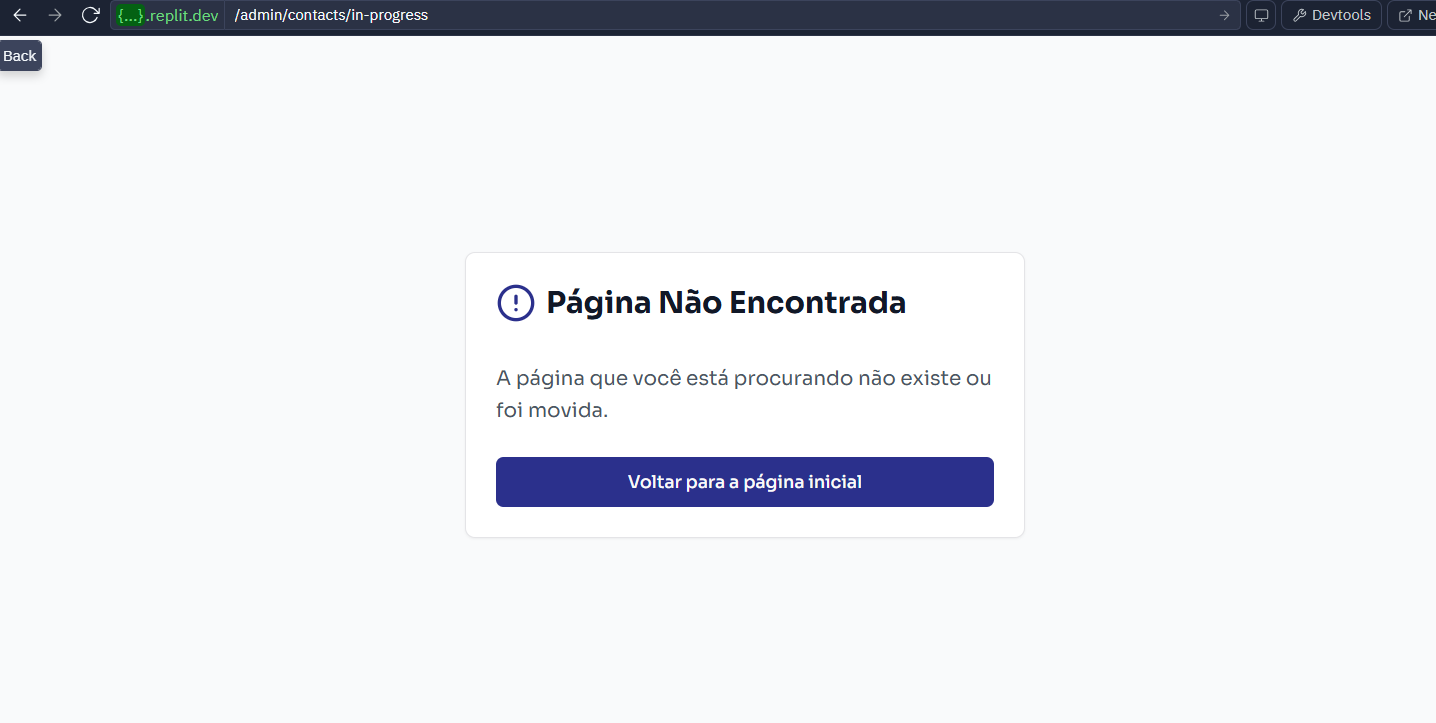 {...}.replit.dev /admin/contacts/in-progress Devtools
Back
Página Não Encontrada
A página que você está procurando não existe ou
foi movida.
Voltar para a página inicial